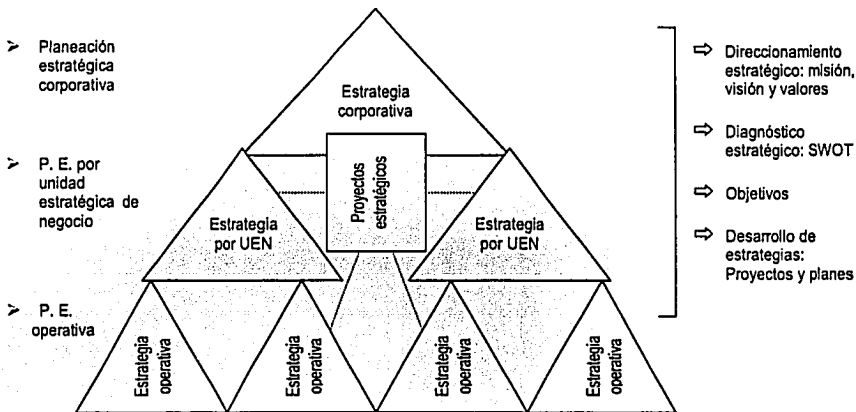 Planeación
estratégica
corporativa
P. E. por
unidad
estratégica de
negocio
P. E.
operativa
Estrategia
corporativa
Proyectos
estratégicos
Estrategia
por UEN
Estrategia
por UEN
Estrategia
operativa
Estrategia
operativa
Estrategia
operativa
Estrategia
operativa
Direccionamiento
estratégico: misión,
visión y valores
Diagnóstico
estratégico: SWOT
Objetivos
Desarrollo de
estrategias:
Proyectos y planes